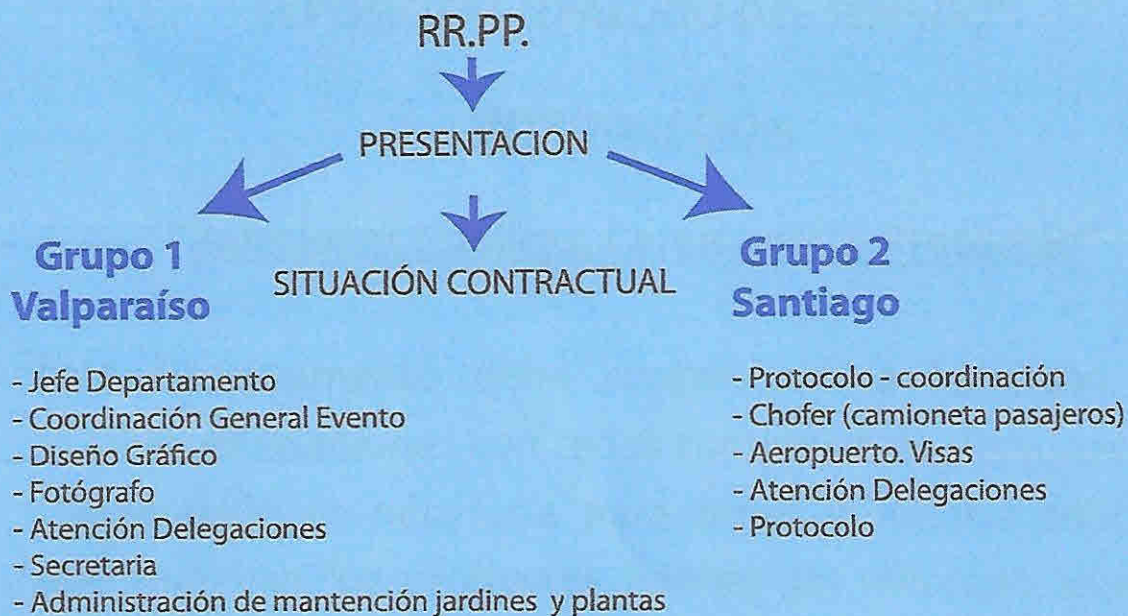 RR.PP.
PRESENTACION
Grupo 1
Valparaíso
SITUACIÓN CONTRACTUAL
Grupo 2
Santiago
- Jefe Departamento
- Coordinación General Evento
- Diseño Gráfico
- Fotógrafo
- Atención Delegaciones
- Secretaria
- Administración de mantención jardines y plantas
- Protocolo - coordinación
- Chofer (camioneta pasajeros)
- Aeropuerto. Visas
- Atención Delegaciones
- Protocolo